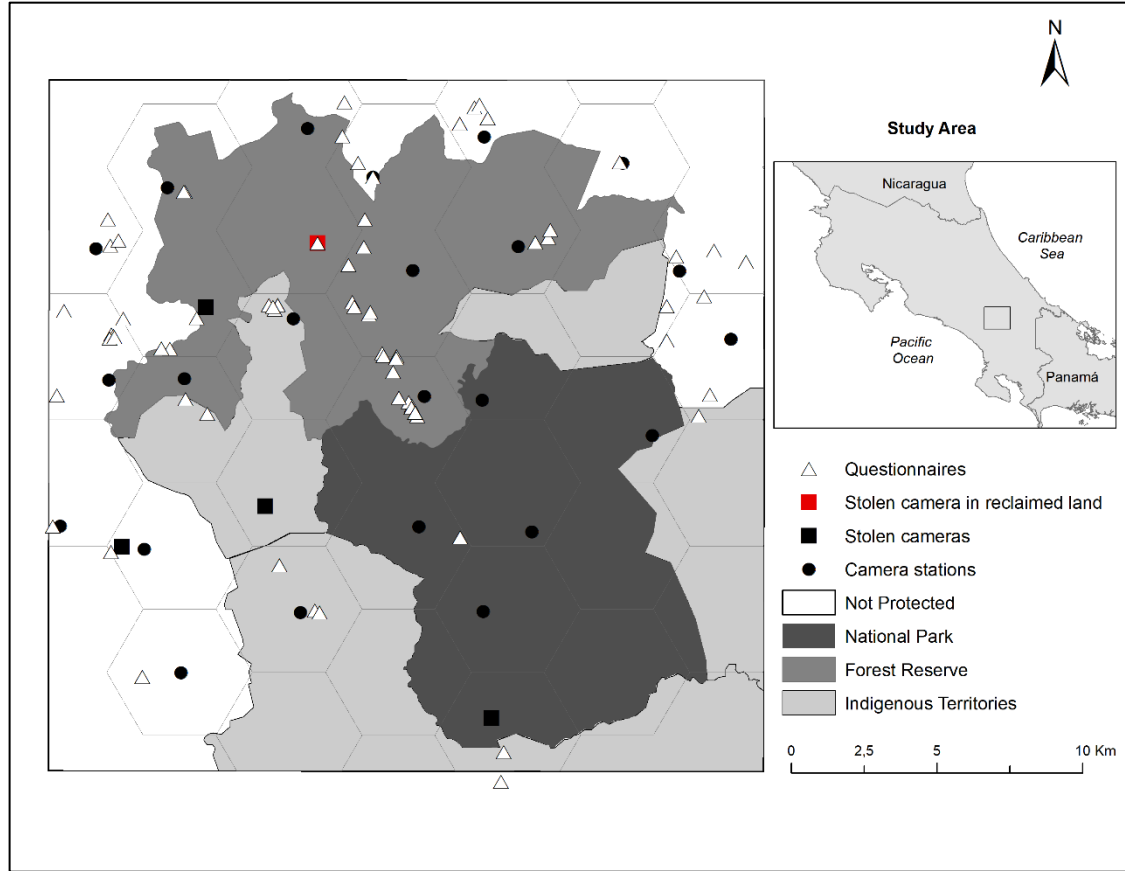 N
Study Area
Nicaragua
Caribbean
Sea
Pacific
Ocean
Panamá
Questionnaires
Stolen camera in reclaimed land
Stolen cameras
Camera stations
Not Protected
National Park
Forest Reserve
Indigenous Territories
0 2,5 5 10 Km